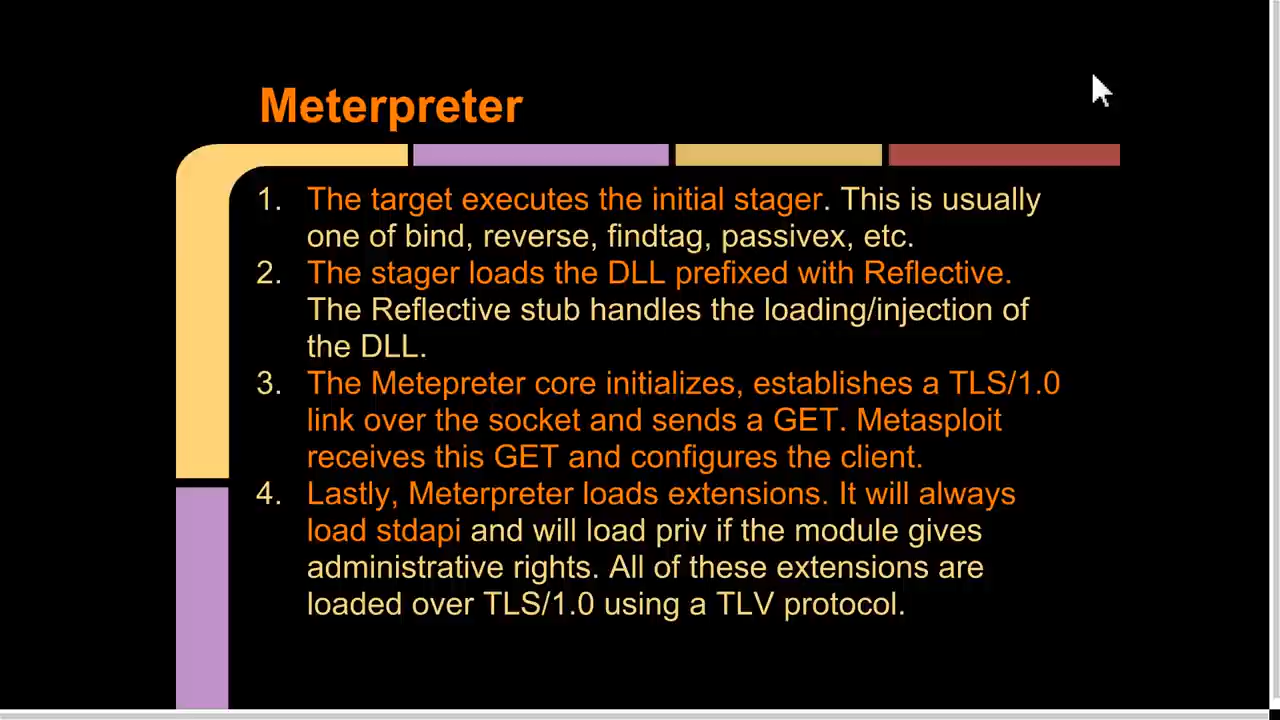 Meterpreter
1. The target executes the initial stager. This is usually
one of bind, reverse, findtag, passivex, etc.
2. The stager loads the DLL prefixed with Reflective.
The Reflective stub handles the loading/injection of
the DLL.
3. The Metepreter core initializes, establishes a TLS/1.0
link over the socket and sends a GET. Metasploit
receives this GET and configures the client.
4. Lastly, Meterpreter loads extensions. It will always
load stdapi and will load priv if the module gives
administrative rights. All of these extensions are
loaded over TLS/1.0 using a TLV protocol.